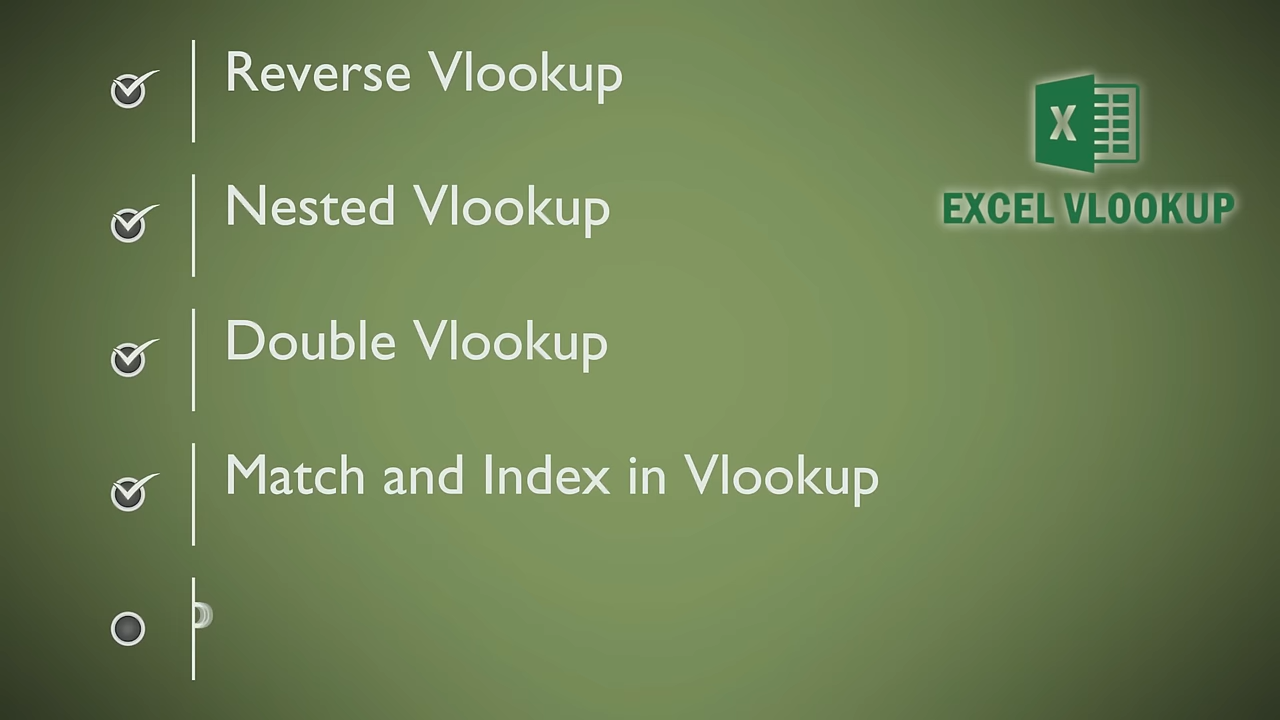 Reverse Vlookup
Nested Vlookup
Double Vlookup
Match and Index in Vlookup
X
EXCEL VLOOKUP